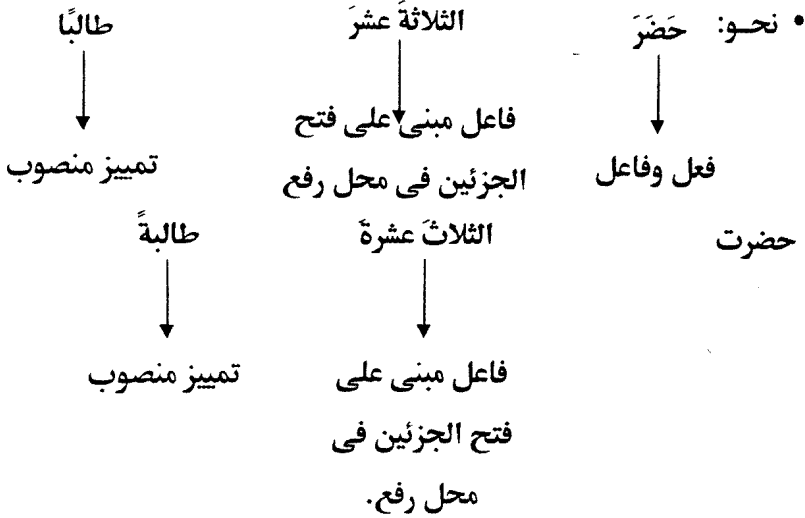 • نحـو: حَضَرَ الثلاثةَ عشرَ طالبًا
فاعل مبنى على فتح
فعل وفاعل الجزئين فى محل رفع تمييز منصوب
حضرت الثلاثَ عشرةَ طالبةً
فاعل مبنى على تمييز منصوب
فتح الجزئين فى
محل رفع.